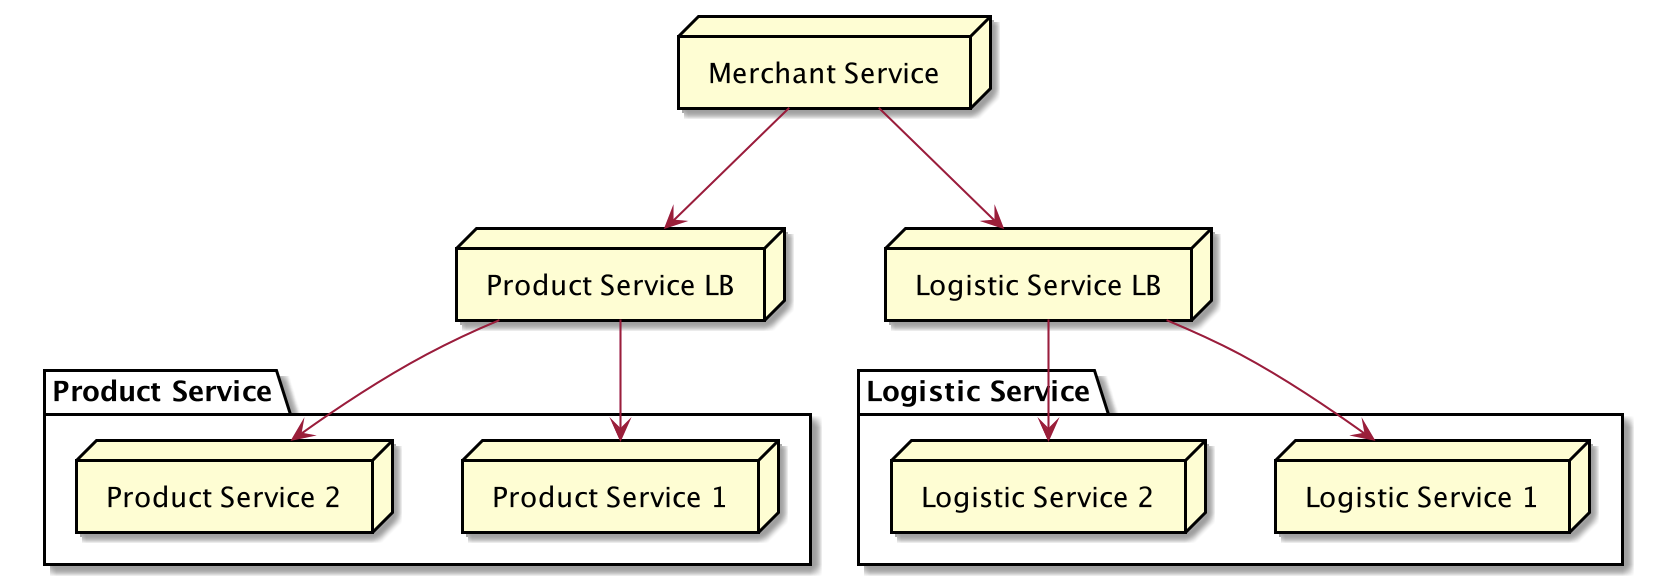 Merchant Service
Product Service LB
Logistic Service LB
Product Service
Logistic Service
Product Service 2
Product Service 1
Logistic Service 2
Logistic Service 1